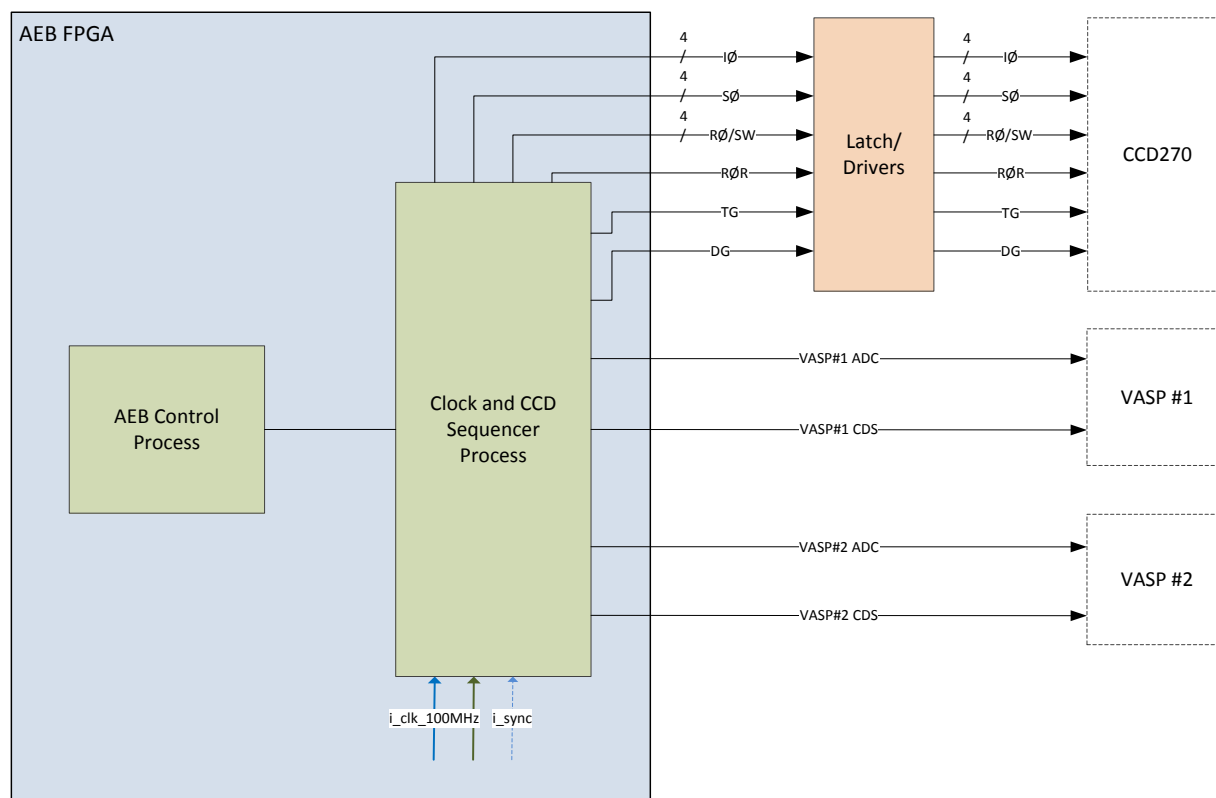 AEB FPGA
4
IØ
4
SØ
4
RØ/SW
RØR
TG
DG
Latch/
Drivers
4
IØ
4
SØ
4
RØ/SW
RØR
TG
DG
CCD270
AEB Control
Process
Clock and CCD
Sequencer
Process
VASP#1 ADC
VASP#1 CDS
VASP #1
VASP#2 ADC
VASP#2 CDS
VASP #2
i_clk_100MHz
i_sync